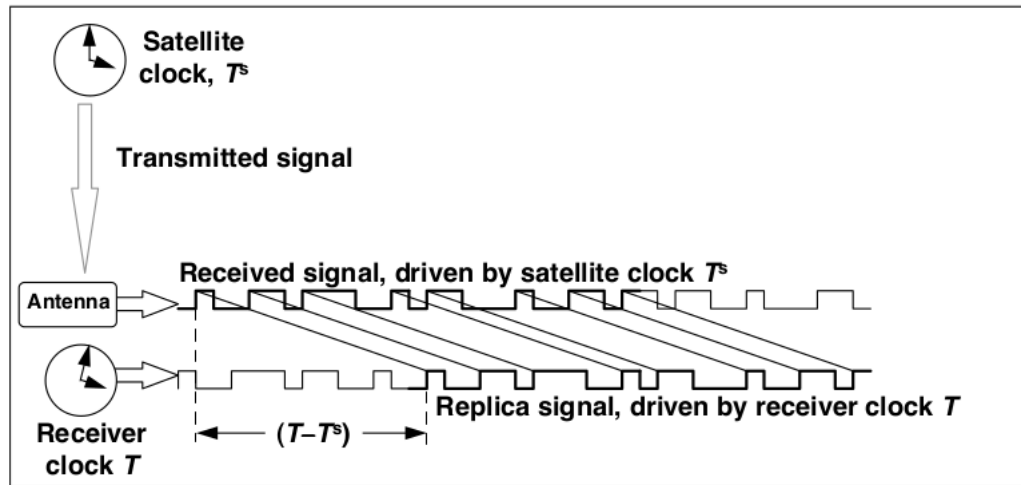 Satellite
clock, Tˢ
Transmitted signal
Received signal, driven by satellite clock Tˢ
Antenna
Replica signal, driven by receiver clock T
Receiver
clock T
(T–Tˢ)